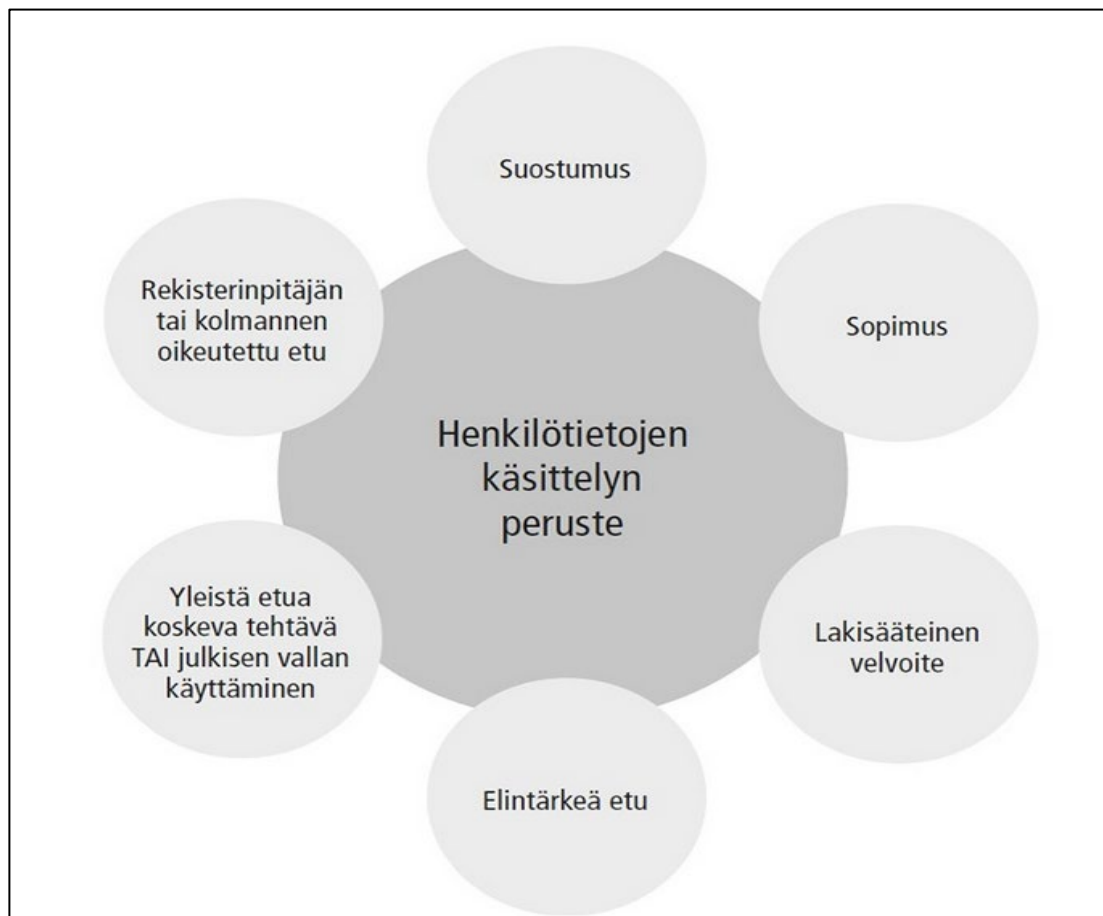 Suostumus
Sopimus
Lakisääteinen
velvoite
Elintärkeä etu
Yleistä etua
koskeva tehtävä
TAI julkisen vallan
käyttäminen
Rekisterinpitäjän
tai kolmannen
oikeutettu etu
Henkilötietojen
käsittelyn
peruste